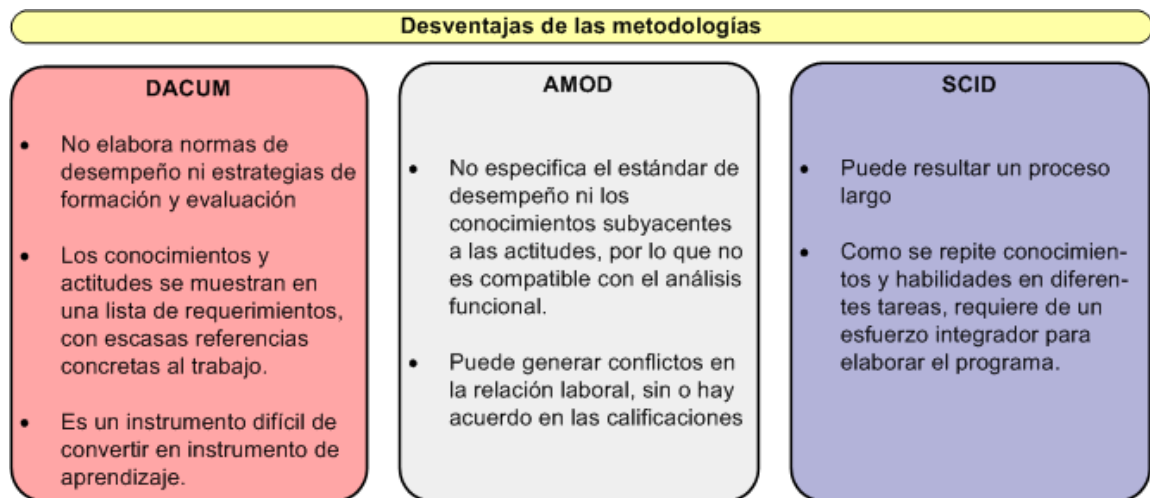 Desventajas de las metodologías
DACUM
• No elabora normas de
desempeño ni estrategias de
formación y evaluación
• Los conocimientos y
actitudes se muestran en
una lista de requerimientos,
con escasas referencias
concretas al trabajo.
• Es un instrumento difícil de
convertir en instrumento de
aprendizaje.
AMOD
• No especifica el estándar de
desempeño ni los
conocimientos subyacentes
a las actitudes, por lo que no
es compatible con el análisis
funcional.
• Puede generar conflictos en
la relación laboral, sin o hay
acuerdo en las calificaciones
SCID
• Puede resultar un proceso
largo
• Como se repite conocimien-
tos y habilidades en diferen-
tes tareas, requiere de un
esfuerzo integrador para
elaborar el programa.